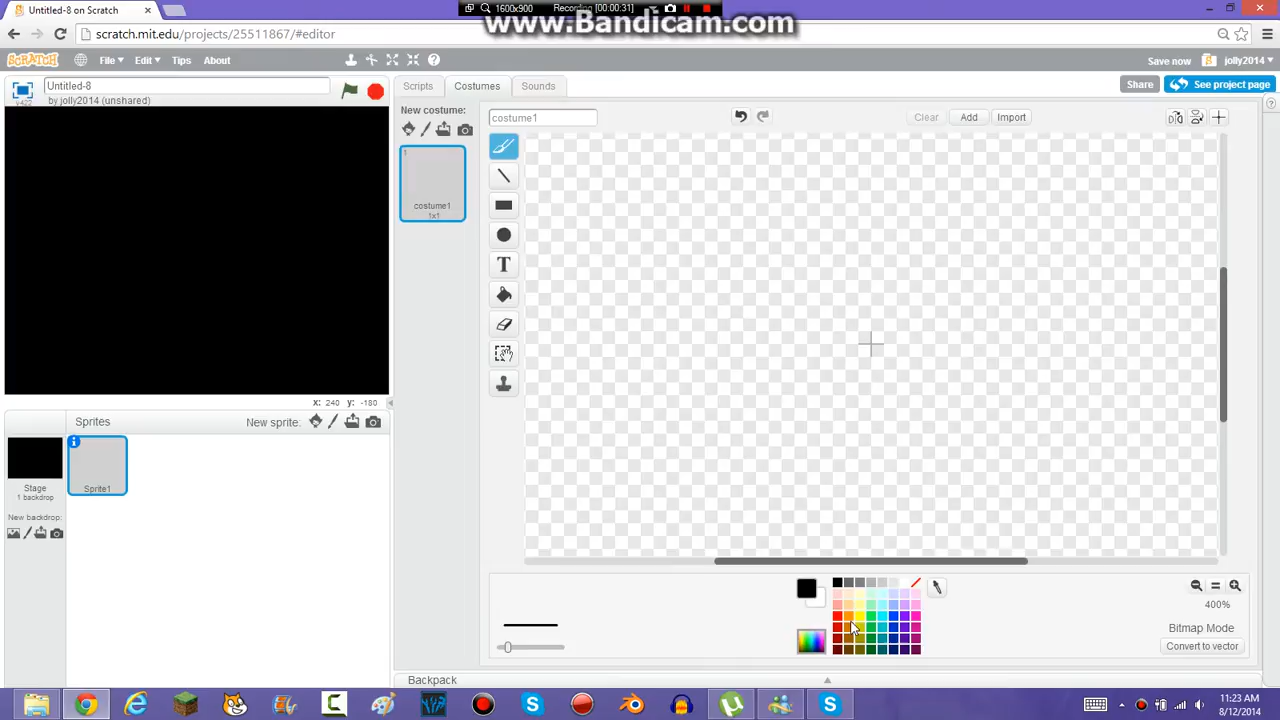 Untitled-8 on Scratch
1600x900
Recording [00:00:31]
www.Bandicam.com
scratch.mit.edu/projects/25511867/#editor
SCRATCH
File
Edit
Tips
About
Save now
jolly2014
Untitled-8
by jolly2014 (unshared)
Scripts
Costumes
Sounds
Share
See project page
New costume:
costume1
Clear
Add
Import
1
costume1
1x1
T
x: 240 y: -180
Sprites
New sprite:
Stage
1 backdrop
Sprite1
New backdrop:
400%
Bitmap Mode
Convert to vector
Backpack
11:23 AM
8/12/2014